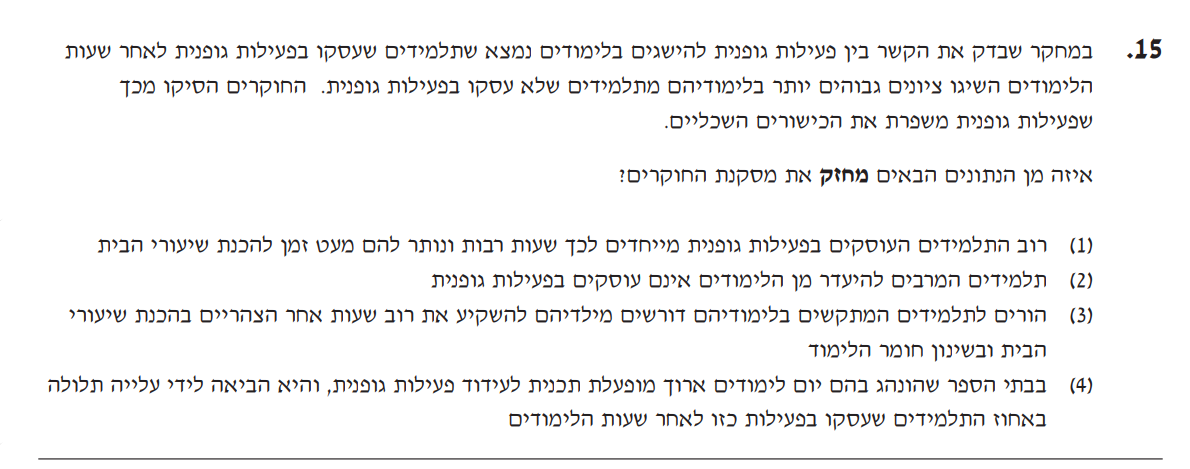 15. במחקר שבדק את הקשר בין פעילות גופנית להישגים בלימודים נמצא שתלמידים שעסקו בפעילות גופנית לאחר שעות
הלימודים השיגו ציונים גבוהים יותר בלימודיהם מתלמידים שלא עסקו בפעילות גופנית. החוקרים הסיקו מכך
שפעילות גופנית משפרת את הכישורים השכליים.
איזה מן הנתונים הבאים מחזק את מסקנת החוקרים?
(1) רוב התלמידים העוסקים בפעילות גופנית מייחדים לכך שעות רבות ונותר להם מעט זמן להכנת שיעורי הבית
(2) תלמידים המרבים להיעדר מן הלימודים אינם עוסקים בפעילות גופנית
(3) הורים לתלמידים המתקשים בלימודיהם דורשים מילדיהם להשקיע את רוב שעות אחר הצהריים בהכנת שיעורי
הבית ובשינון חומר הלימוד
(4) בבתי הספר שהונהג בהם יום לימודים ארוך מופעלת תכנית לעידוד פעילות גופנית, והיא הביאה לידי עלייה תלולה
באחוז התלמידים שעסקו בפעילות כזו לאחר שעות הלימודים